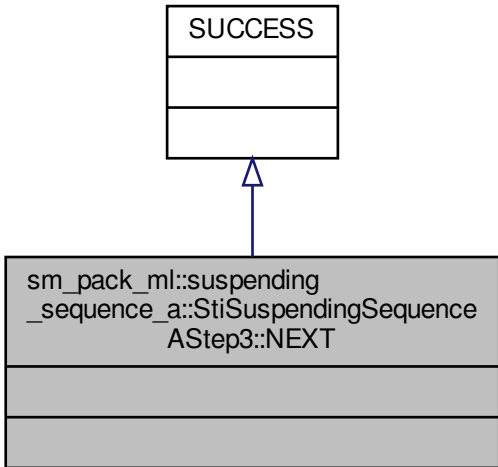 SUCCESS
sm_pack_ml::suspending
_sequence_a::StiSuspendingSequence
AStep3::NEXT